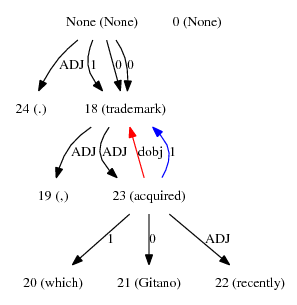 None (None) 0 (None)
ADJ 1 0 0
24 (.) 18 (trademark)
ADJ ADJ dobj 1
19 (,) 23 (acquired)
1 0 ADJ
20 (which) 21 (Gitano) 22 (recently)